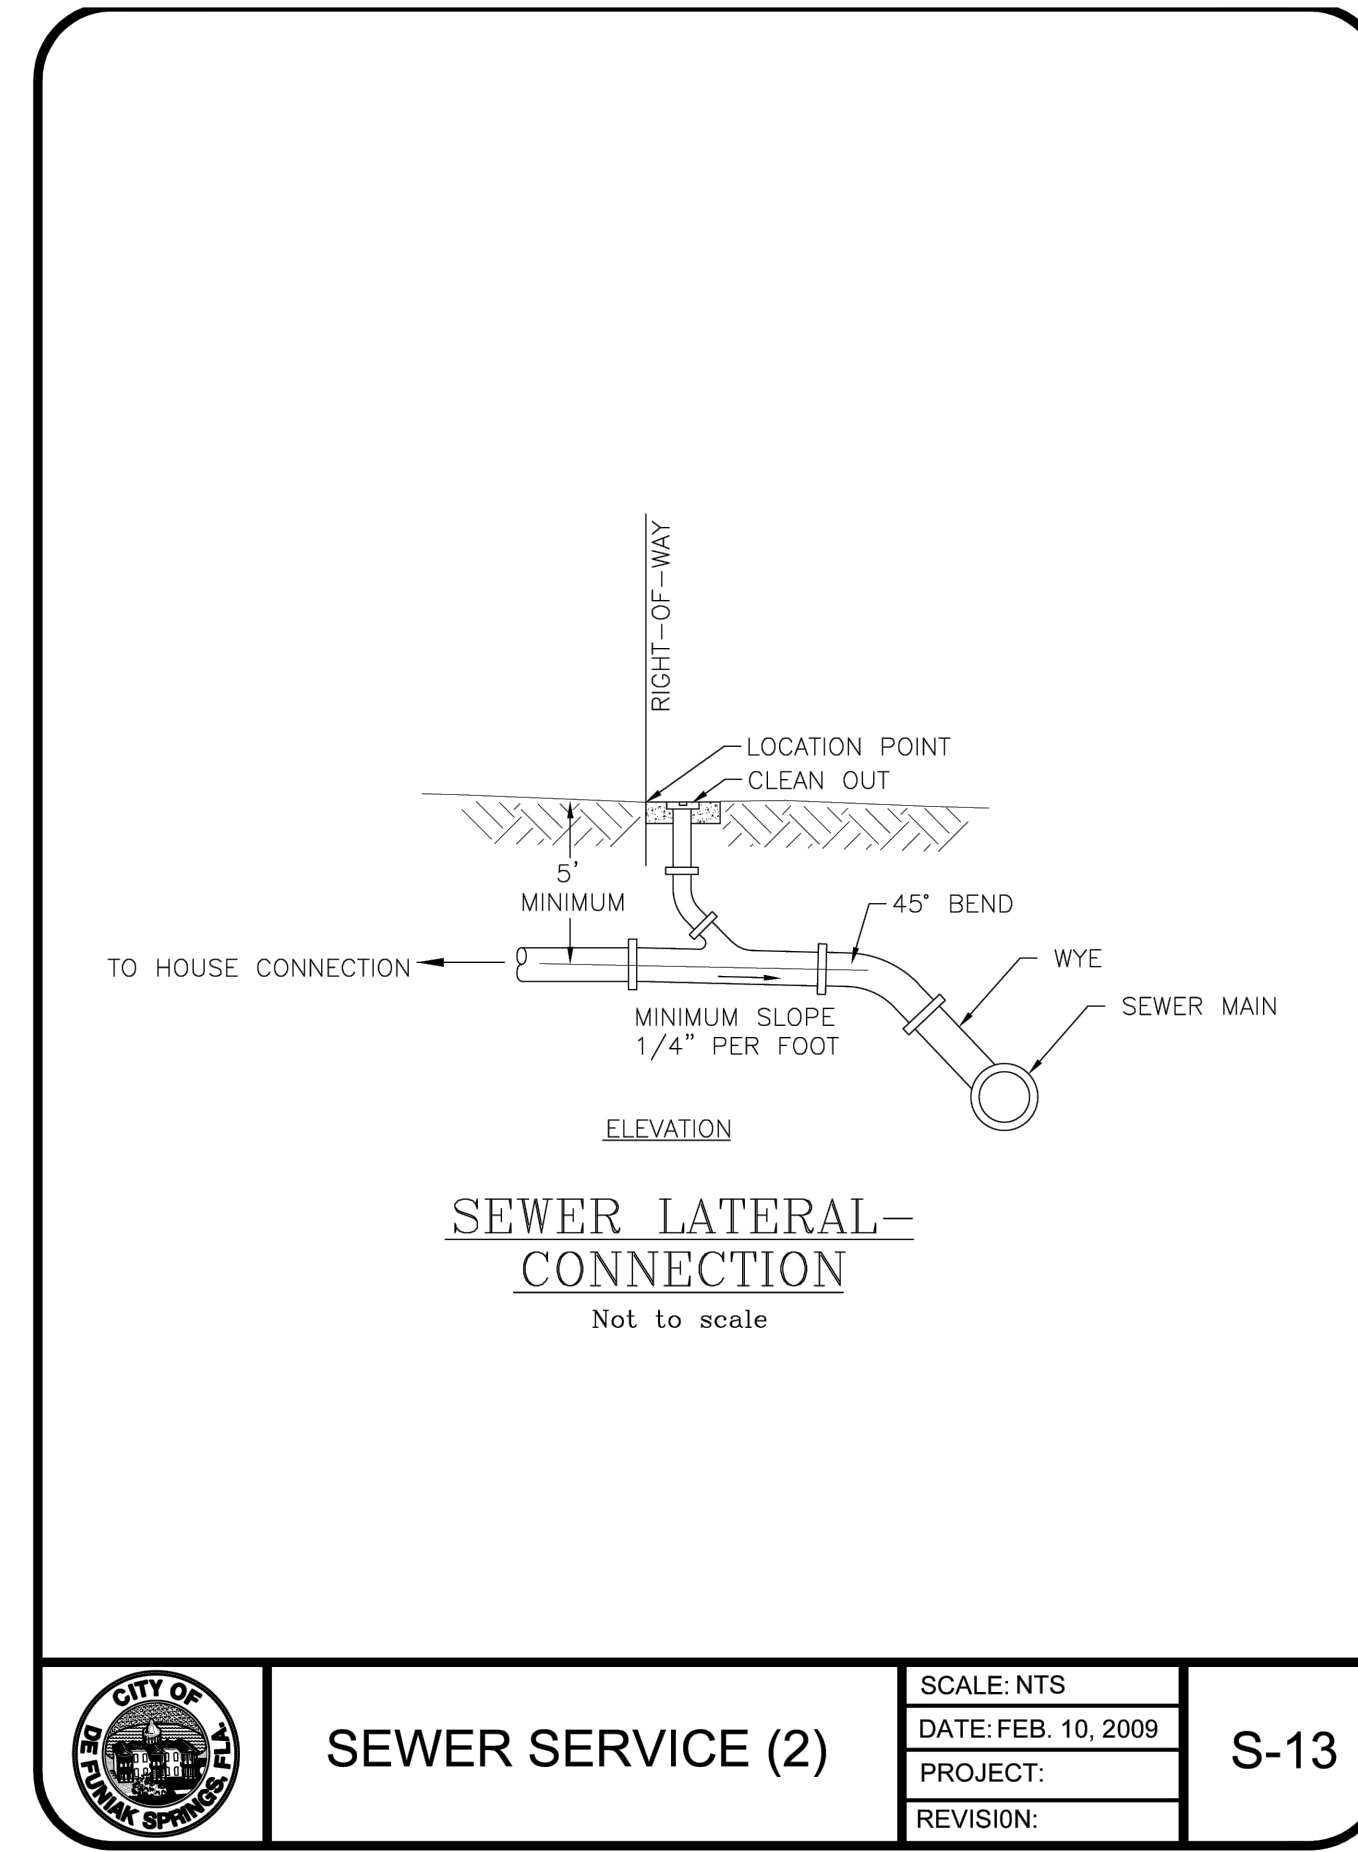 RIGHT-OF-WAY
LOCATION POINT
CLEAN OUT
5'
MINIMUM
45° BEND
TO HOUSE CONNECTION
WYE
MINIMUM SLOPE
1/4" PER FOOT
SEWER MAIN
ELEVATION
SEWER LATERAL-
CONNECTION
Not to scale
CITY OF
DE FUNIAK SPRINGS, FLA.
SEWER SERVICE (2)
SCALE: NTS
DATE: FEB. 10, 2009
PROJECT:
REVISI0N:
S-13